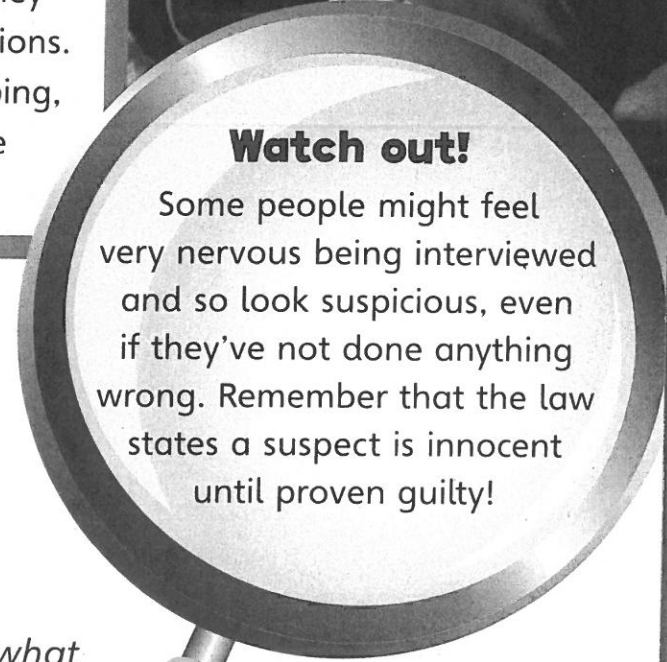 ions.
Watch out!
Some people might feel
very nervous being interviewed
and so look suspicious, even
if they've not done anything
wrong. Remember that the law
states a suspect is innocent
until proven guilty!
what